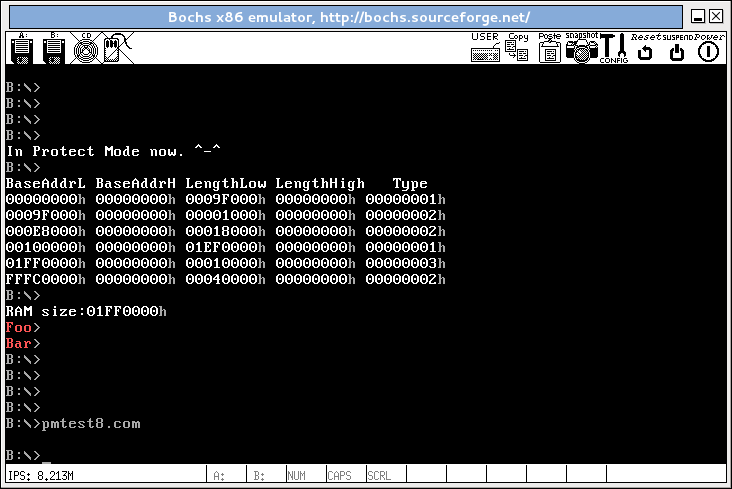 Bochs x86 emulator, http://bochs.sourceforge.net/
A: B: CD USER Copy Poste snapshot CONFIG Reset SUSPEND Power
B:\>
B:\>
B:\>
B:\>
In Protect Mode now. ^-^
B:\>
BaseAddrL BaseAddrH LengthLow LengthHigh Type
00000000h 00000000h 0009F000h 00000000h 00000001h
0009F000h 00000000h 00001000h 00000000h 00000002h
000E8000h 00000000h 00018000h 00000000h 00000002h
00100000h 00000000h 01EF0000h 00000000h 00000001h
01FF0000h 00000000h 00010000h 00000000h 00000003h
FFFC0000h 00000000h 00040000h 00000000h 00000002h
B:\>
RAM size:01FF0000h
Foo>
Bar>
B:\>
B:\>
B:\>
B:\>
B:\>pmtest8.com
B:\>_
IPS: 8.213M A: B: NUM CAPS SCRL